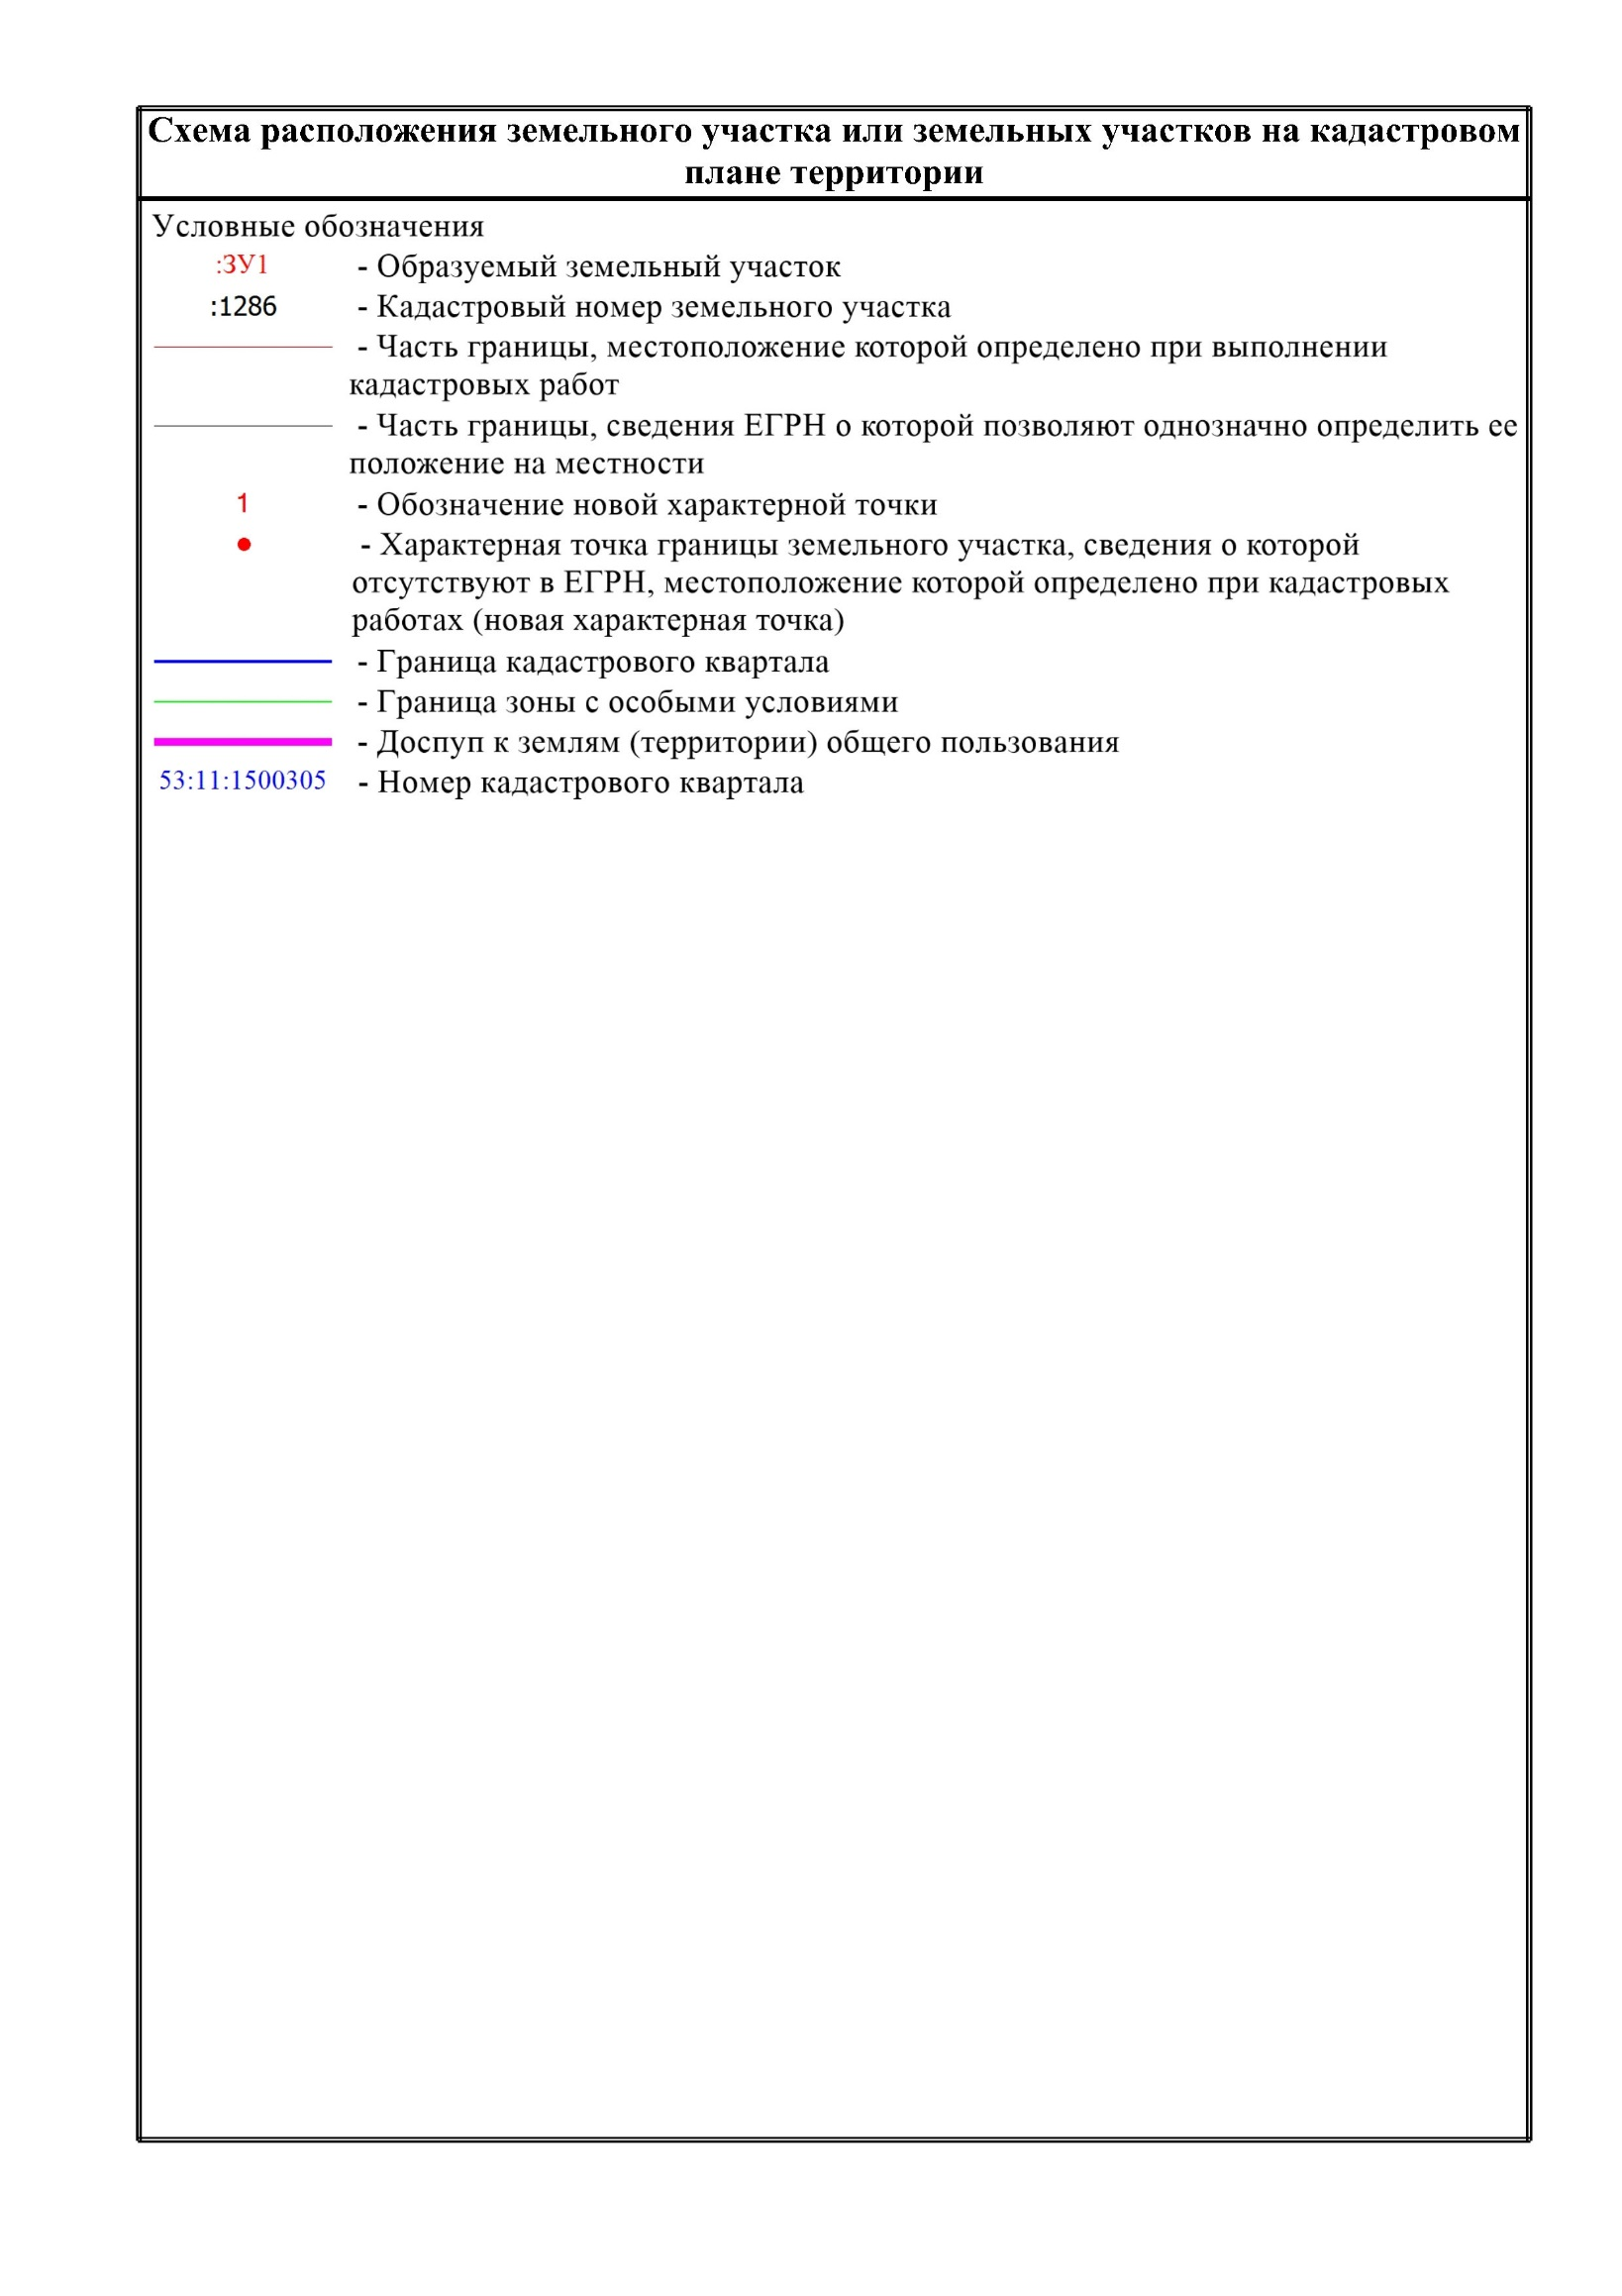 Схема расположения земельного участка или земельных участков на кадастровом
плане территории
Условные обозначения
:ЗУ1 - Образуемый земельный участок
:1286 - Кадастровый номер земельного участка
- Часть границы, местоположение которой определено при выполнении
кадастровых работ
- Часть границы, сведения ЕГРН о которой позволяют однозначно определить ее
положение на местности
1 - Обозначение новой характерной точки
- Характерная точка границы земельного участка, сведения о которой
отсутствуют в ЕГРН, местоположение которой определено при кадастровых
работах (новая характерная точка)
- Граница кадастрового квартала
- Граница зоны с особыми условиями
- Доспуп к землям (территории) общего пользования
53:11:1500305 - Номер кадастрового квартала